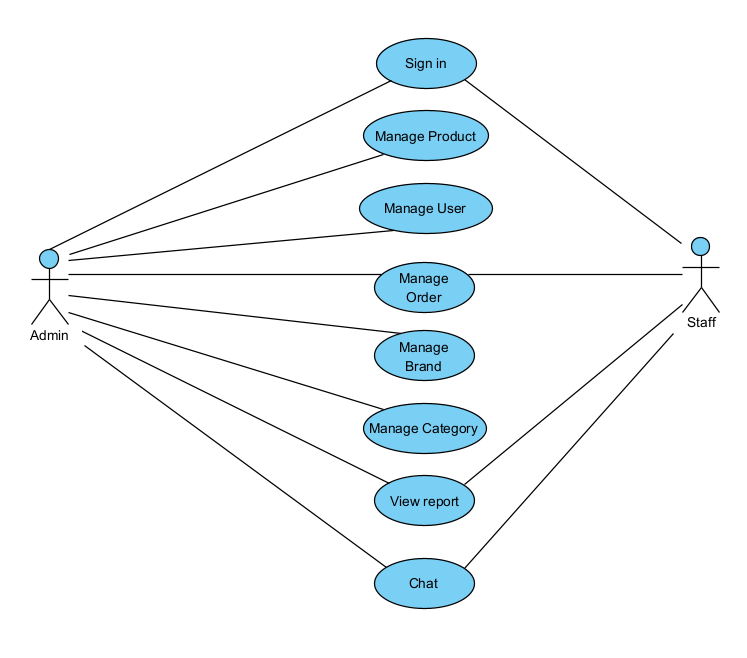 Sign in
Manage Product
Manage User
Manage
Order
Admin
Staff
Manage
Brand
Manage Category
View report
Chat